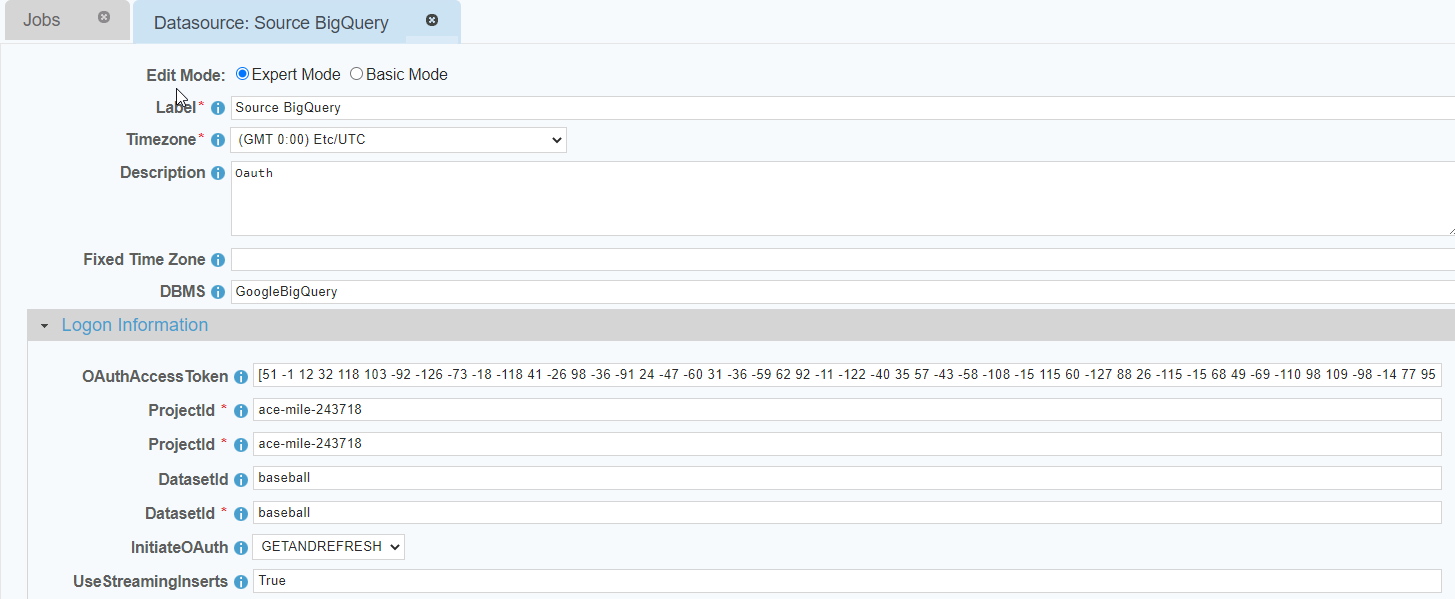 Jobs
Datasource: Source BigQuery
Edit Mode: Expert Mode Basic Mode
Label* Source BigQuery
Timezone* (GMT 0:00) Etc/UTC
Description Oauth
Fixed Time Zone
DBMS GoogleBigQuery
Logon Information
OAuthAccessToken [51 -1 12 32 118 103 -92 -126 -73 -18 -118 41 -26 98 -36 -91 24 -47 -60 31 -36 -59 62 92 -11 -122 -40 35 57 -43 -58 -108 -15 115 60 -127 88 26 -115 -15 68 49 -69 -110 98 109 -98 -14 77 95
ProjectId * ace-mile-243718
ProjectId * ace-mile-243718
DatasetId baseball
DatasetId * baseball
InitiateOAuth GETANDREFRESH
UseStreamingInserts True